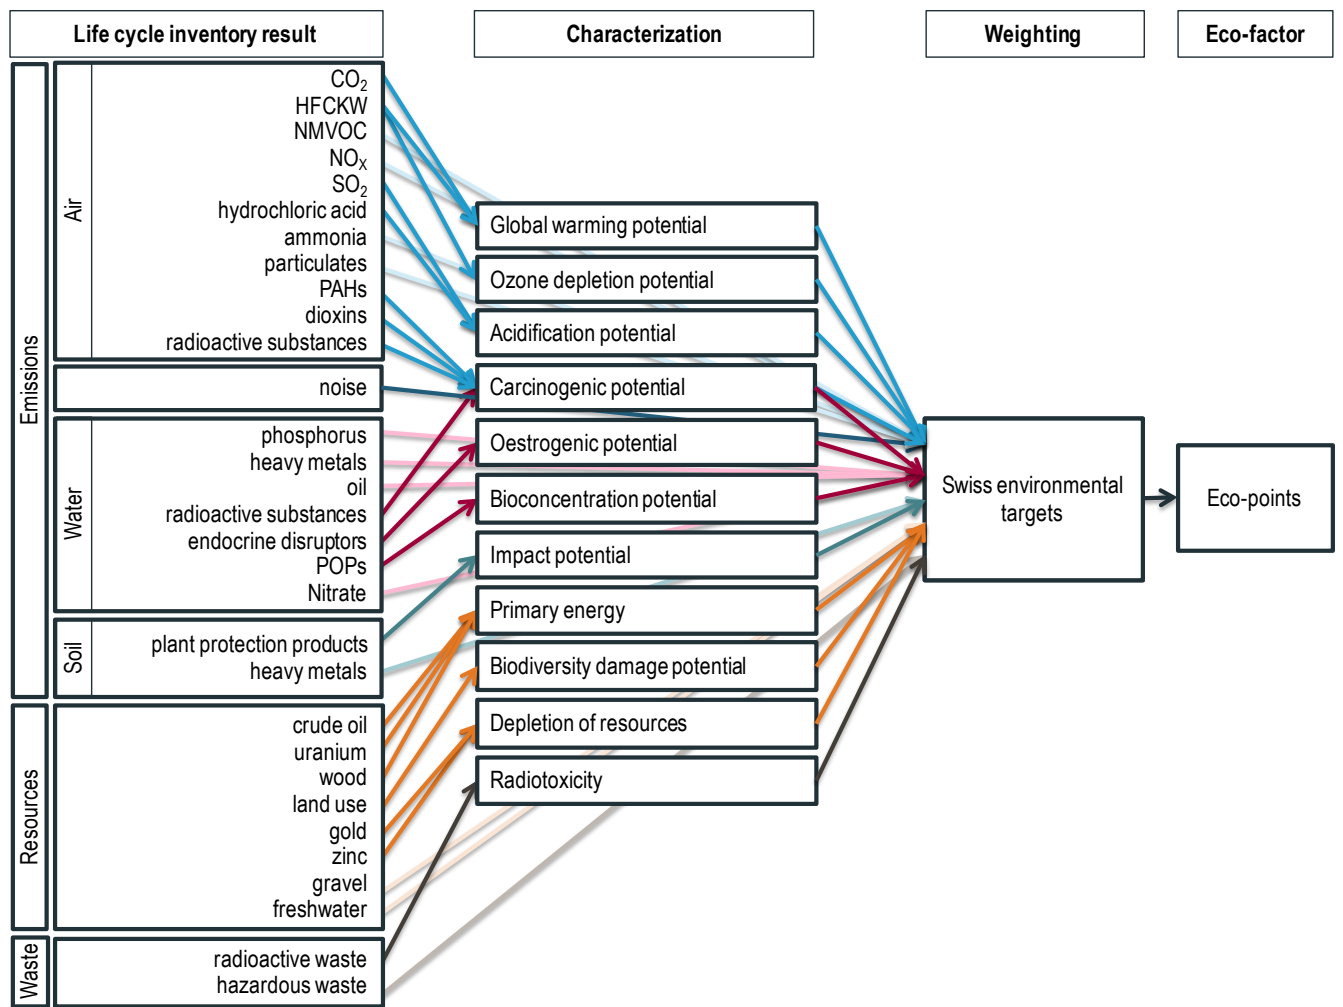 Life cycle inventory result
Characterization
Weighting
Eco-factor
Emissions
Air
CO₂
HFCKW
NMVOC
NOₓ
SO₂
hydrochloric acid
ammonia
particulates
PAHs
dioxins
radioactive substances
noise
Water
phosphorus
heavy metals
oil
radioactive substances
endocrine disruptors
POPs
Nitrate
Soil
plant protection products
heavy metals
Resources
crude oil
uranium
wood
land use
gold
zinc
gravel
freshwater
Waste
radioactive waste
hazardous waste
Global warming potential
Ozone depletion potential
Acidification potential
Carcinogenic potential
Oestrogenic potential
Bioconcentration potential
Impact potential
Primary energy
Biodiversity damage potential
Depletion of resources
Radiotoxicity
Swiss environmental
targets
Eco-points